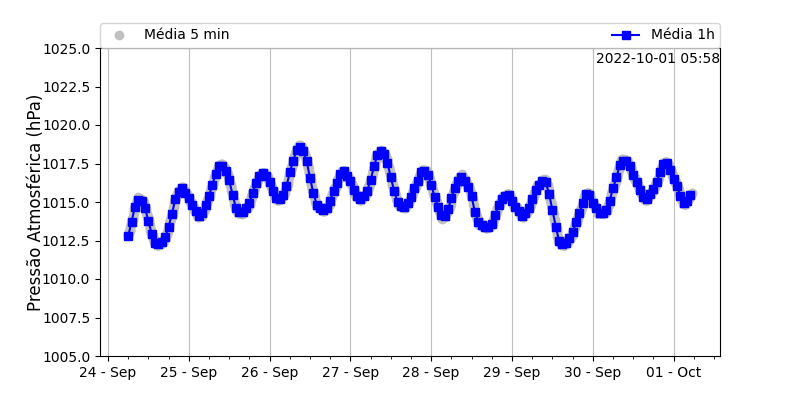 Média 5 min
Média 1h
2022-10-01 05:58
Pressão Atmosférica (hPa)
1025.0
1022.5
1020.0
1017.5
1015.0
1012.5
1010.0
1007.5
1005.0
24 - Sep
25 - Sep
26 - Sep
27 - Sep
28 - Sep
29 - Sep
30 - Sep
01 - Oct